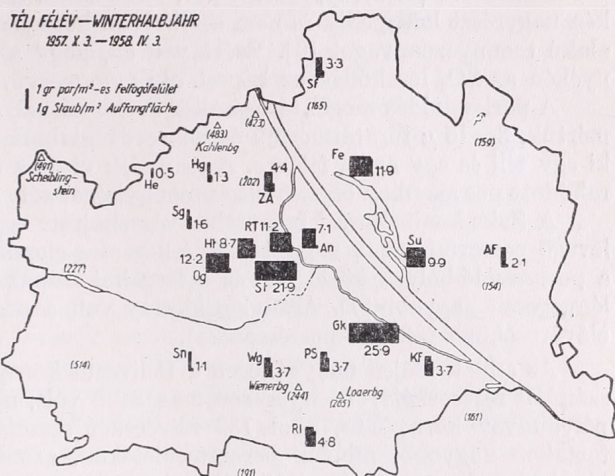 TÉLI FÉLÉV – WINTERHALBJAHR
1957. X. 3. – 1958. IV. 3.
1 gr por/m²-es felfogófelület
1g Staub/m² Auffangfläche
3·3
Sf
(165)
(159)
(483)
Kahlenbg
Scheibling-
stein
He
0·5
Hg
1·3
4·4
(202)
ZA
Fe
11·9
Sg
1·6
RT 11·2
7·1
An
Ht 8·7
12·2
Og
St 21·9
Su
9·9
AF
2·1
(154)
(227)
Gk
25·9
(514)
Sn
1·1
Wg
3·7
PS
3·7
KF
3·7
Wienerbg
(244)
Laaerbg
(161)
RI
4·8
(191)